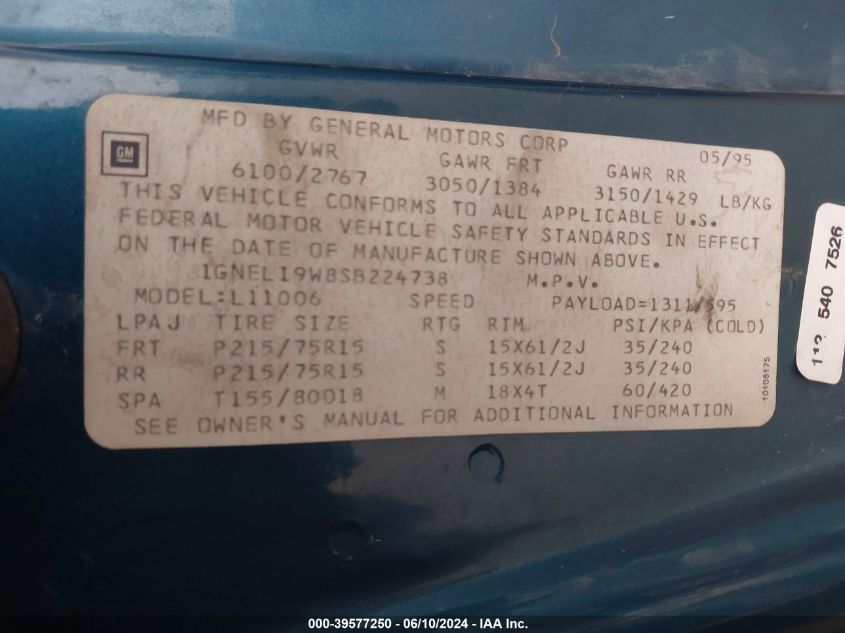 MFD BY GENERAL MOTORS CORP 05/95
GM
GVWR GAWR FRT GAWR RR
6100/2767 3050/1384 3150/1429 LB/KG
THIS VEHICLE CONFORMS TO ALL APPLICABLE U.S.
FEDERAL MOTOR VEHICLE SAFETY STANDARDS IN EFFECT
ON THE DATE OF MANUFACTURE SHOWN ABOVE.
1GNEL19W8SB224738 M.P.V.
MODEL:L11006 SPEED PAYLOAD=1311/595
LPAJ TIRE SIZE RTG RIM PSI/KPA (COLD)
FRT P215/75R15 S 15X61/2J 35/240
RR P215/75R15 S 15X61/2J 35/240
SPA T155/80D18 M 18X4T 60/420
SEE OWNER'S MANUAL FOR ADDITIONAL INFORMATION
10108175
540 7526
000-39577250 - 06/10/2024 - IAA Inc.